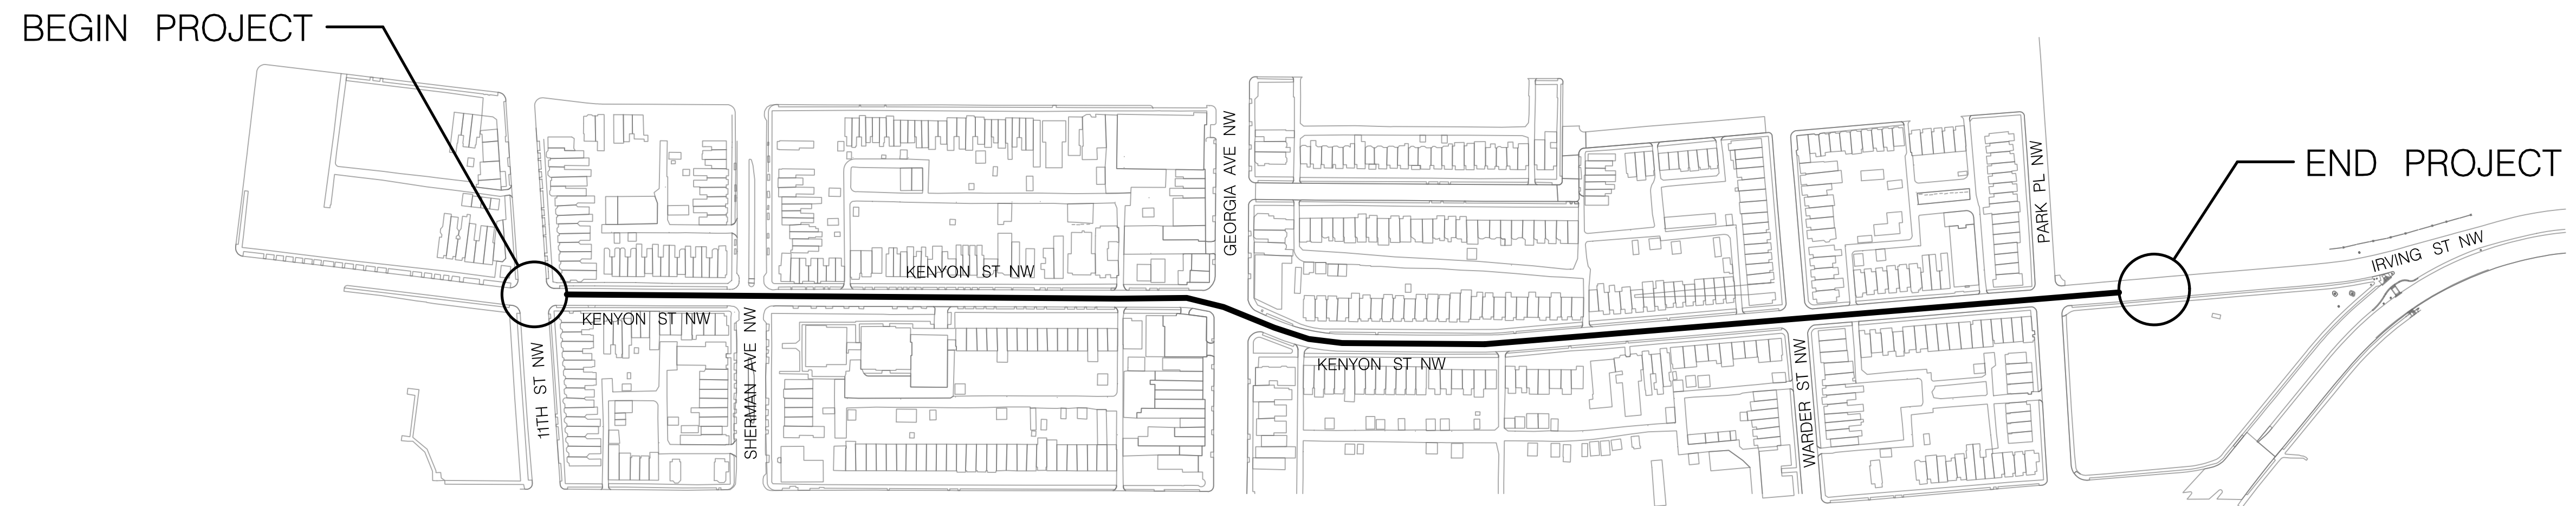 BEGIN PROJECT
END PROJECT
GEORGIA AVE NW
PARK PL NW
IRVING ST NW
KENYON ST NW
KENYON ST NW
11TH ST NW
SHERMAN AVE NW
KENYON ST NW
WARDER ST NW